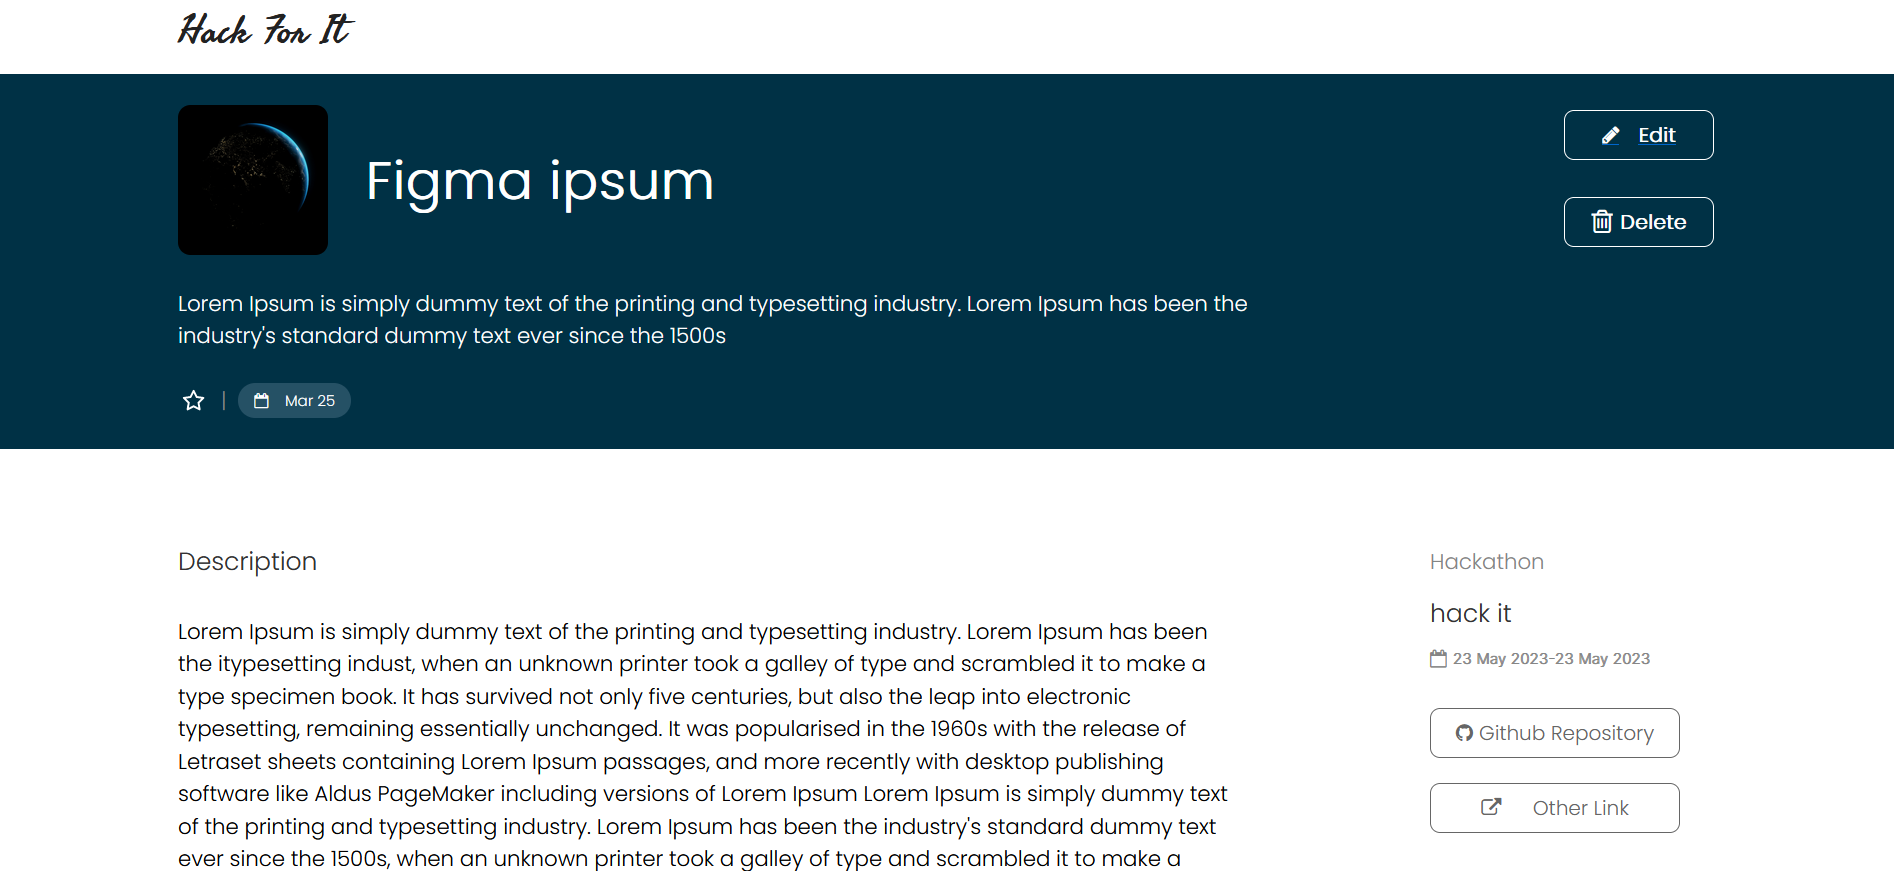 Hack For It
Figma ipsum
Edit
Delete
Lorem Ipsum is simply dummy text of the printing and typesetting industry. Lorem Ipsum has been the
industry's standard dummy text ever since the 1500s
|
Mar 25
Description
Lorem Ipsum is simply dummy text of the printing and typesetting industry. Lorem Ipsum has been
the itypesetting indust, when an unknown printer took a galley of type and scrambled it to make a
type specimen book. It has survived not only five centuries, but also the leap into electronic
typesetting, remaining essentially unchanged. It was popularised in the 1960s with the release of
Letraset sheets containing Lorem Ipsum passages, and more recently with desktop publishing
software like Aldus PageMaker including versions of Lorem Ipsum Lorem Ipsum is simply dummy text
of the printing and typesetting industry. Lorem Ipsum has been the industry's standard dummy text
ever since the 1500s, when an unknown printer took a galley of type and scrambled it to make a
Hackathon
hack it
23 May 2023-23 May 2023
Github Repository
Other Link